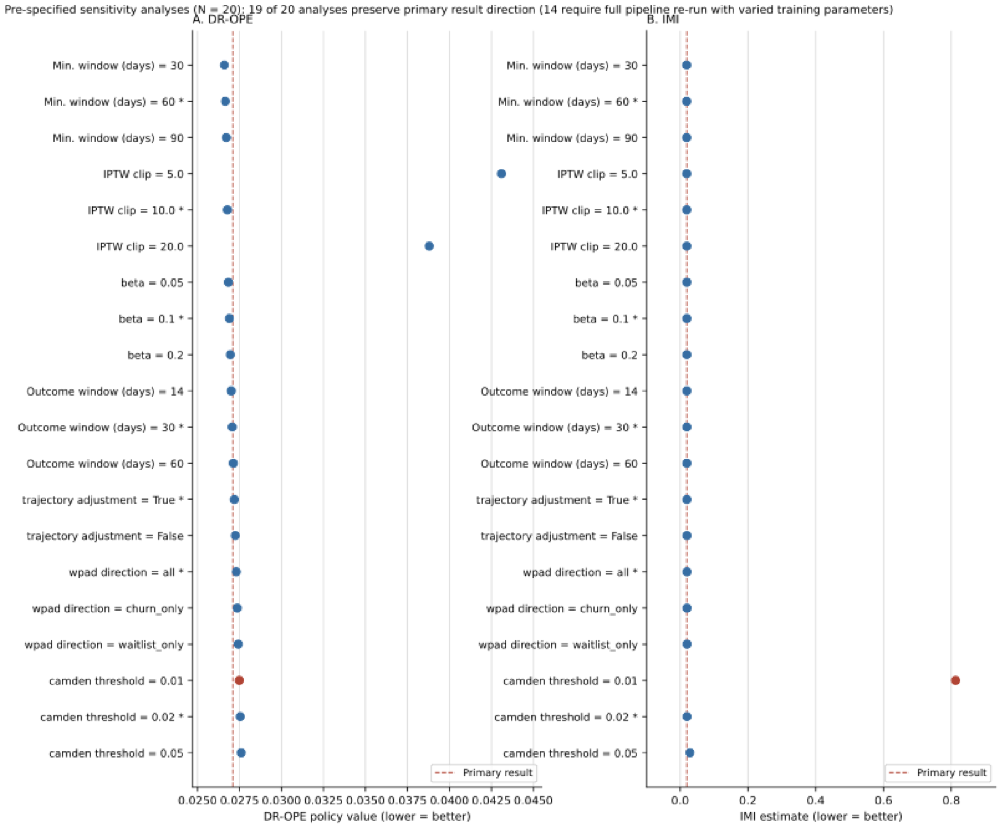 Pre-specified sensitivity analyses (N = 20): 19 of 20 analyses preserve primary result direction (14 require full pipeline re-run with varied training parameters)
A. DR-OPE
Min. window (days) = 30
Min. window (days) = 60 *
Min. window (days) = 90
IPTW clip = 5.0
IPTW clip = 10.0 *
IPTW clip = 20.0
beta = 0.05
beta = 0.1 *
beta = 0.2
Outcome window (days) = 14
Outcome window (days) = 30 *
Outcome window (days) = 60
trajectory adjustment = True *
trajectory adjustment = False
wpad direction = all *
wpad direction = churn_only
wpad direction = waitlist_only
camden threshold = 0.01
camden threshold = 0.02 *
camden threshold = 0.05
Primary result
0.0250 0.0275 0.0300 0.0325 0.0350 0.0375 0.0400 0.0425 0.0450
DR-OPE policy value (lower = better)
B. IMI
Min. window (days) = 30
Min. window (days) = 60 *
Min. window (days) = 90
IPTW clip = 5.0
IPTW clip = 10.0 *
IPTW clip = 20.0
beta = 0.05
beta = 0.1 *
beta = 0.2
Outcome window (days) = 14
Outcome window (days) = 30 *
Outcome window (days) = 60
trajectory adjustment = True *
trajectory adjustment = False
wpad direction = all *
wpad direction = churn_only
wpad direction = waitlist_only
camden threshold = 0.01
camden threshold = 0.02 *
camden threshold = 0.05
Primary result
0.0 0.2 0.4 0.6 0.8
IMI estimate (lower = better)